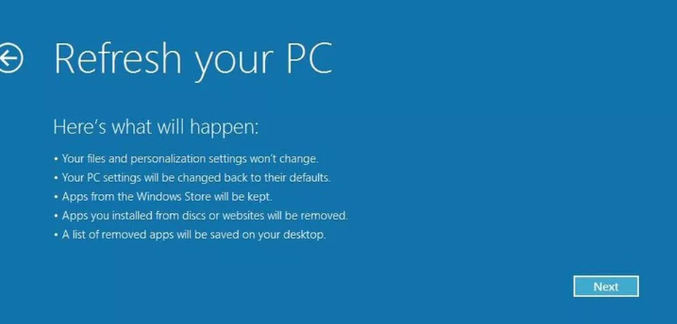 Refresh your PC
Here's what will happen:
• Your files and personalization settings won't change.
• Your PC settings will be changed back to their defaults.
• Apps from the Windows Store will be kept.
• Apps you installed from discs or websites will be removed.
• A list of removed apps will be saved on your desktop.
Next